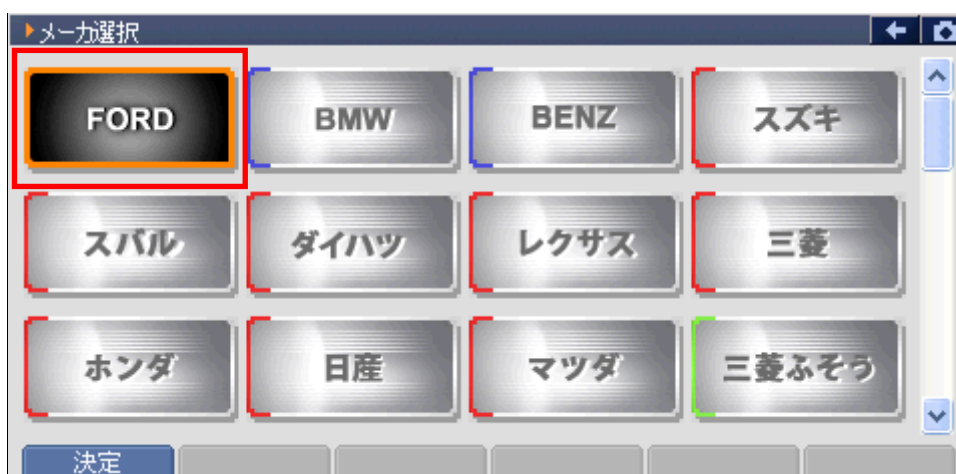 メーカ選択
FORD BMW BENZ スズキ
スバル ダイハツ レクサス 三菱
ホンダ 日産 マツダ 三菱ふそう
決定